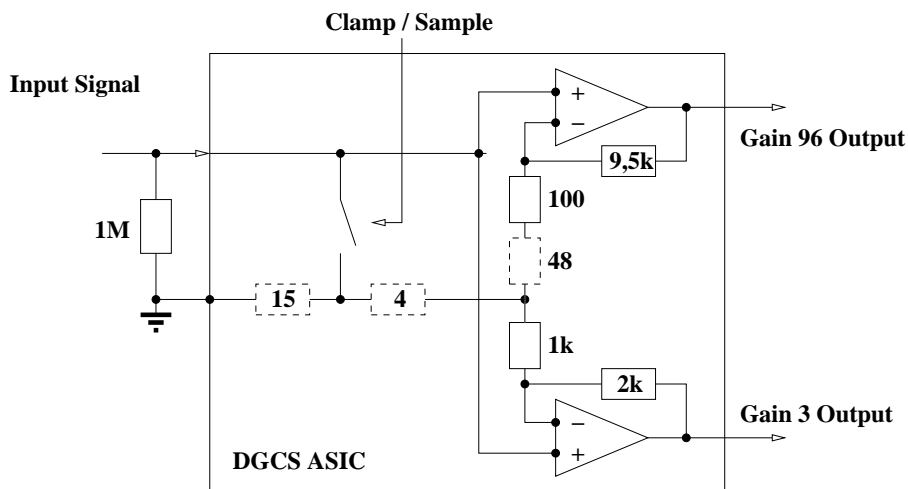 Clamp / Sample
Input Signal
+
−
Gain 96 Output
9,5k
100
1M
48
15
4
1k
2k
Gain 3 Output
−
+
DGCS ASIC